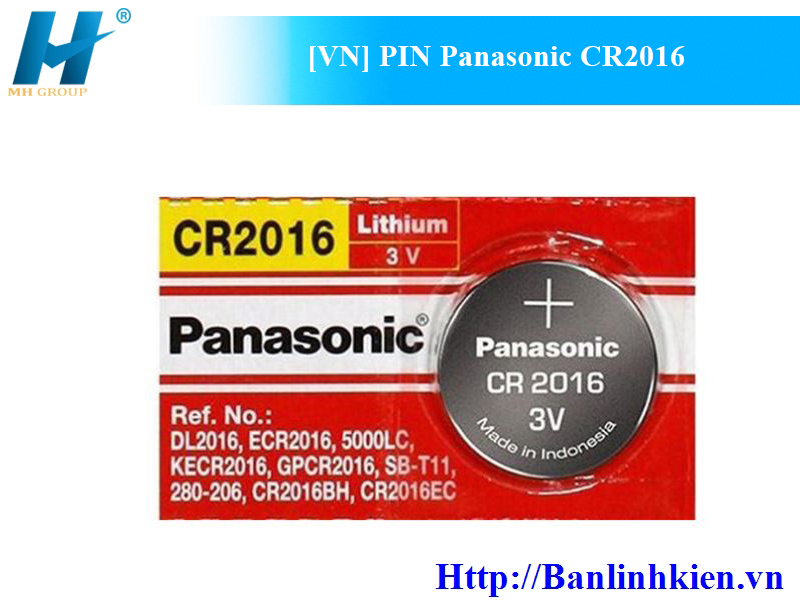 MH GROUP
®
[VN] PIN Panasonic CR2016
CR2016
Lithium
3 V
Panasonic®
Ref. No.:
DL2016, ECR2016, 5000LC,
KECR2016, GPCR2016, SB-T11,
280-206, CR2016BH, CR2016EC
+
Panasonic
CR 2016
3V
Made in Indonesia
Http://Banlinhkien.vn